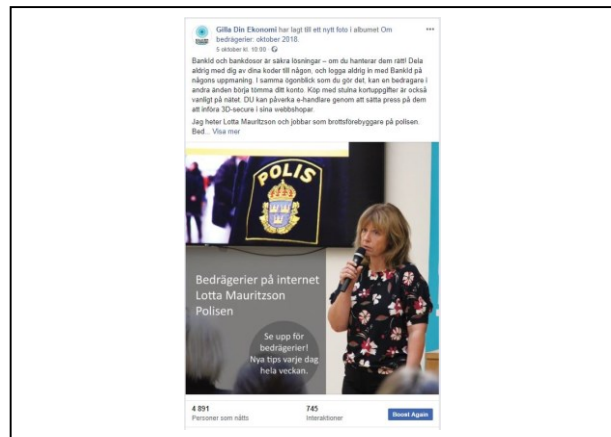 Gilla Din Ekonomi har lagt till ett nytt foto i albumet Om
bedrägerier: oktober 2018.
5 oktober kl. 10:00 ·
BankId och bankdosor är säkra lösningar – om du hanterar dem rätt! Dela
aldrig med dig av dina koder till någon, och logga aldrig in med BankId på
någons uppmaning. I samma ögonblick som du gör det, kan en bedragare i
andra änden börja tömma ditt konto. Köp med stulna kortuppgifter är också
vanligt på nätet. DU kan påverka e-handlare genom att sätta press på dem
att införa 3D-secure i sina webbshopar.
Jag heter Lotta Mauritzson och jobbar som brottsförebyggare på polisen.
Bed... Visa mer
POLIS
Bedrägerier på internet
Lotta Mauritzson
Polisen
Se upp för
bedrägerier!
Nya tips varje dag
hela veckan.
4 891
Personer som nåtts
745
Interaktioner
Boost Again